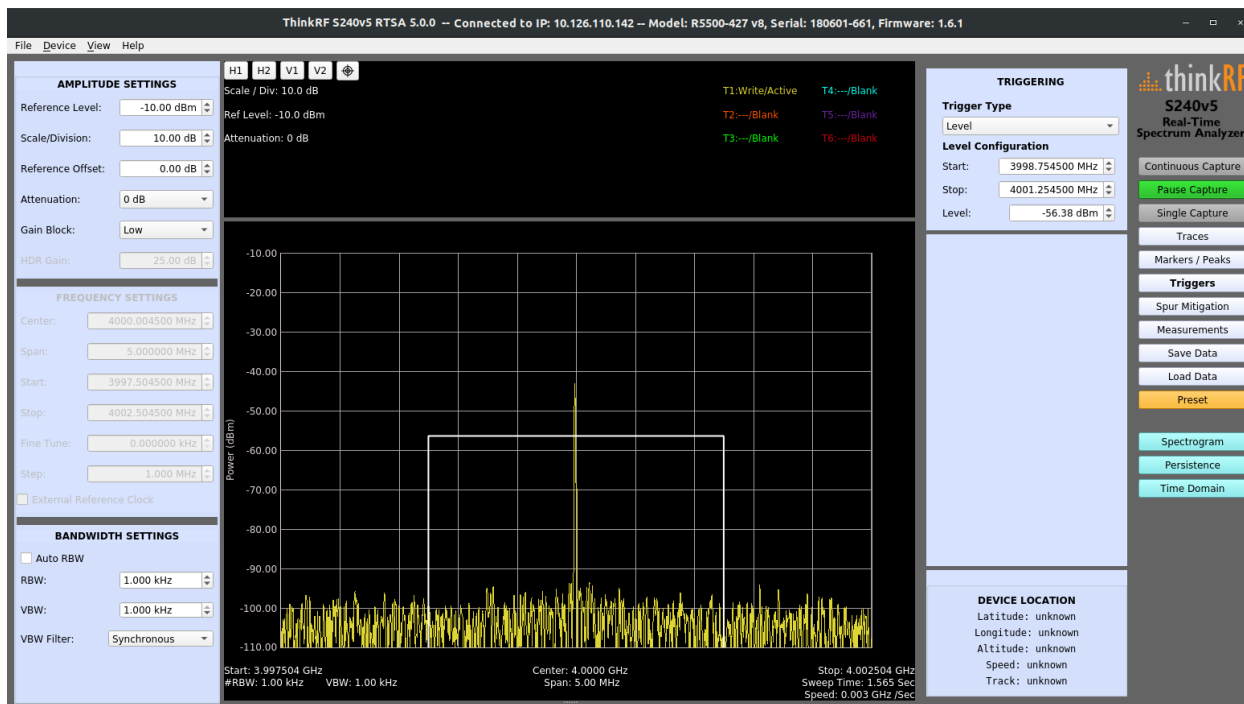 ThinkRF S240v5 RTSA 5.0.0 -- Connected to IP: 10.126.110.142 -- Model: R5500-427 v8, Serial: 180601-661, Firmware: 1.6.1
File Device View Help
AMPLITUDE SETTINGS
Reference Level: -10.00 dBm
Scale/Division: 10.00 dB
Reference Offset: 0.00 dB
Attenuation: 0 dB
Gain Block: Low
HDR Gain: 25.00 dB
FREQUENCY SETTINGS
Center: 4000.004500 MHz
Span: 5.000000 MHz
Start: 3997.504500 MHz
Stop: 4002.504500 MHz
Fine Tune: 0.000000 kHz
Step: 1.000 MHz
External Reference Clock
BANDWIDTH SETTINGS
Auto RBW
RBW: 1.000 kHz
VBW: 1.000 kHz
VBW Filter: Synchronous
H1 H2 V1 V2
Scale / Div: 10.0 dB
Ref Level: -10.0 dBm
Attenuation: 0 dB
T1:Write/Active T4:---/Blank
T2:---/Blank T5:---/Blank
T3:---/Blank T6:---/Blank
Power (dBm)
-10.00
-20.00
-30.00
-40.00
-50.00
-60.00
-70.00
-80.00
-90.00
-100.00
-110.00
Start: 3.997504 GHz Center: 4.0000 GHz Stop: 4.002504 GHz
#RBW: 1.00 kHz VBW: 1.00 kHz Span: 5.00 MHz Sweep Time: 1.565 Sec
Speed: 0.003 GHz /Sec
TRIGGERING
Trigger Type
Level
Level Configuration
Start: 3998.754500 MHz
Stop: 4001.254500 MHz
Level: -56.38 dBm
DEVICE LOCATION
Latitude: unknown
Longitude: unknown
Altitude: unknown
Speed: unknown
Track: unknown
thinkRF
S240v5
Real-Time
Spectrum Analyzer
Continuous Capture
Pause Capture
Single Capture
Traces
Markers / Peaks
Triggers
Spur Mitigation
Measurements
Save Data
Load Data
Preset
Spectrogram
Persistence
Time Domain